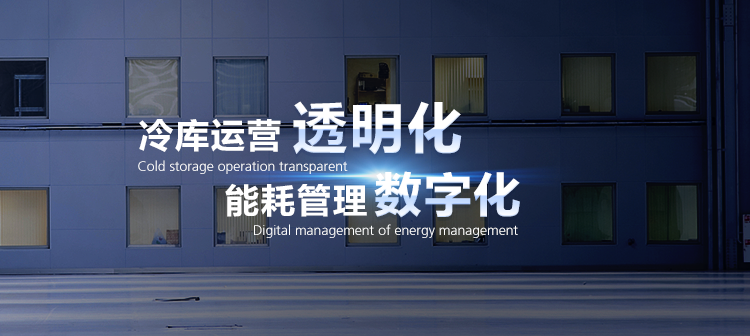 冷库运营 透明化
Cold storage operation transparent
能耗管理 数字化
Digital management of energy management